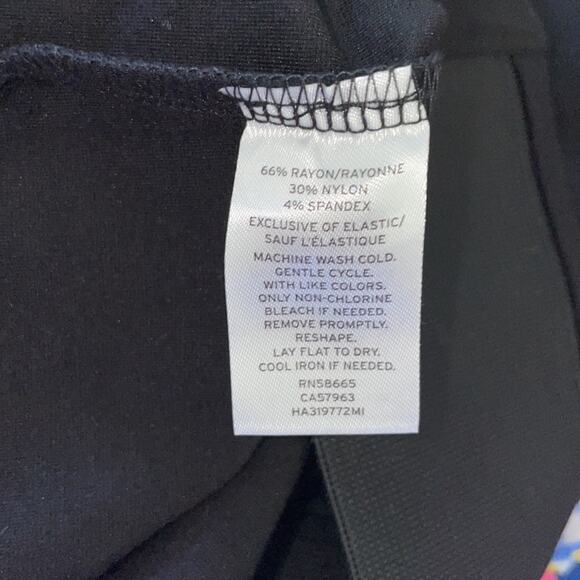 66% RAYON/RAYONNE
30% NYLON
4% SPANDEX
EXCLUSIVE OF ELASTIC/
SAUF L'ÉLASTIQUE
MACHINE WASH COLD.
GENTLE CYCLE.
WITH LIKE COLORS.
ONLY NON-CHLORINE
BLEACH IF NEEDED.
REMOVE PROMPTLY.
RESHAPE.
LAY FLAT TO DRY.
COOL IRON IF NEEDED.
RN58665
CA57963
HA319772MI